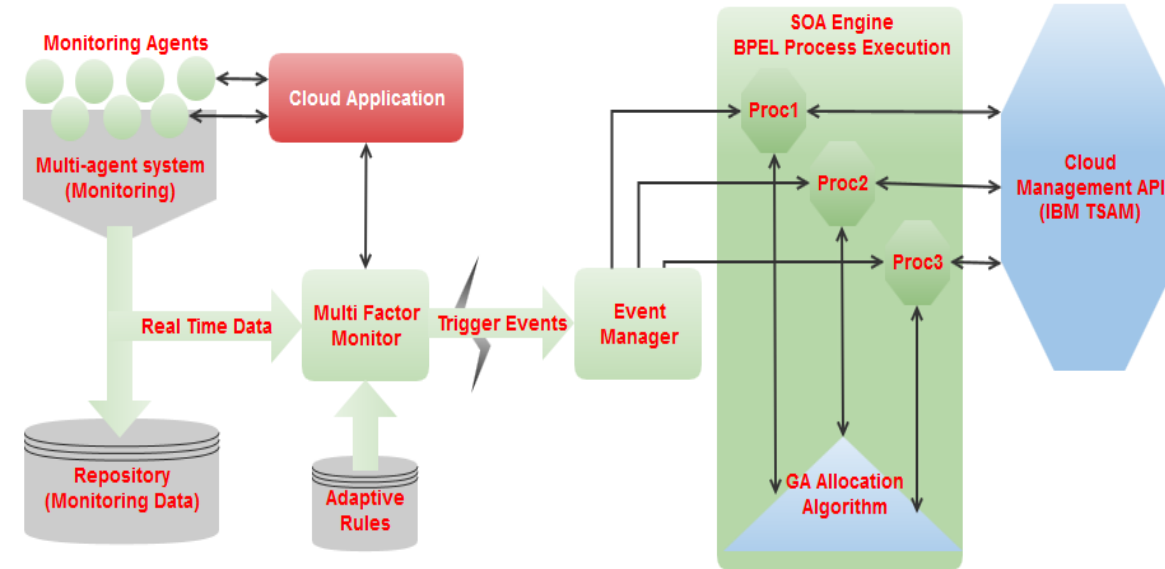 Monitoring Agents
Cloud Application
Multi-agent system
(Monitoring)
SOA Engine
BPEL Process Execution
Proc1
Proc2
Proc3
Cloud
Management API
(IBM TSAM)
Real Time Data
Multi Factor
Monitor
Trigger Events
Event
Manager
Repository
(Monitoring Data)
Adaptive
Rules
GA Allocation
Algorithm